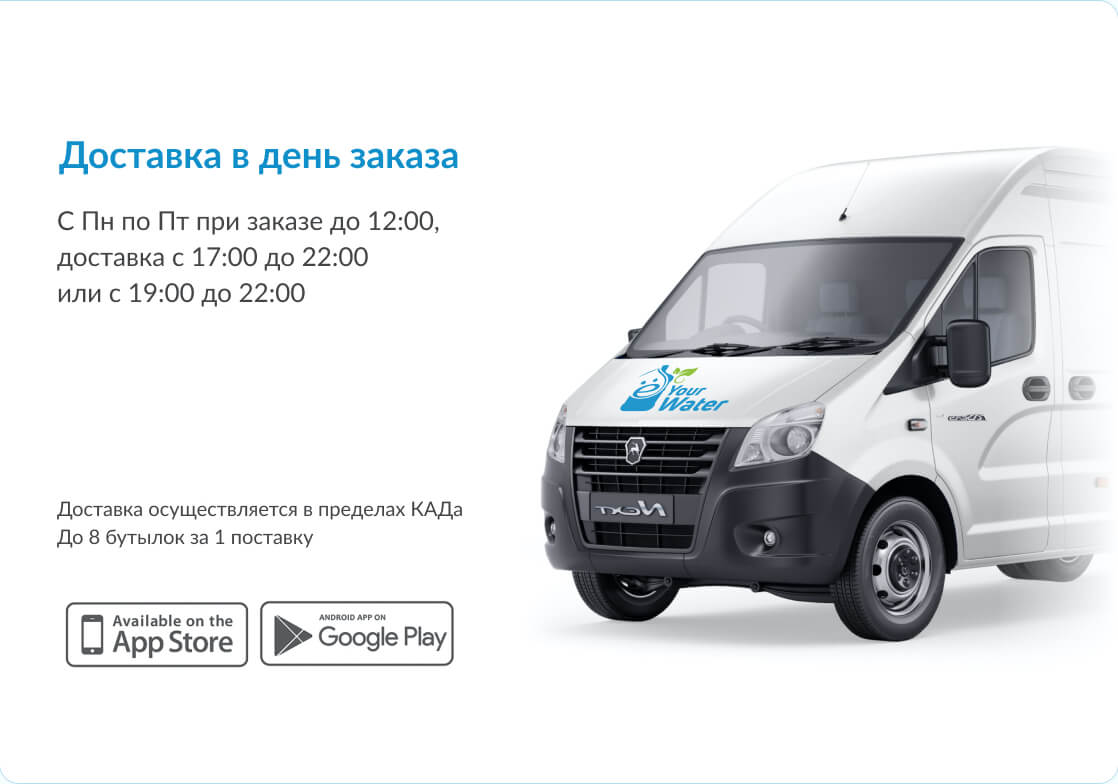 Доставка в день заказа
С Пн по Пт при заказе до 12:00,
доставка с 17:00 до 22:00
или с 19:00 до 22:00
Your
Water
NEXT
Доставка осуществляется в пределах КАДа
До 8 бутылок за 1 поставку
Available on the
App Store
ANDROID APP ON
Google Play